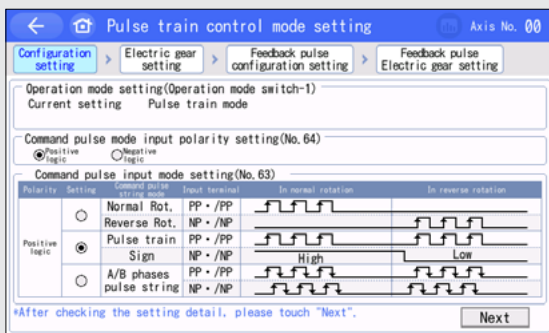 Pulse train control mode setting
Axis No. 00
Configuration setting > Electric gear setting > Feedback pulse configuration setting > Feedback pulse Electric gear setting
Operation mode setting(Operation mode switch-1)
Current setting Pulse train mode
Command pulse mode input polarity setting(No.64)
Positive logic Negative logic
Command pulse input mode setting(No.63)
Polarity Setting Command pulse string mode Input terminal In normal rotation In reverse rotation
Positive logic
Normal Rot. PP・/PP
Reverse Rot. NP・/NP
Pulse train PP・/PP
Sign NP・/NP High Low
A/B phases pulse string PP・/PP
NP・/NP
*After checking the setting detail, please touch "Next".
Next